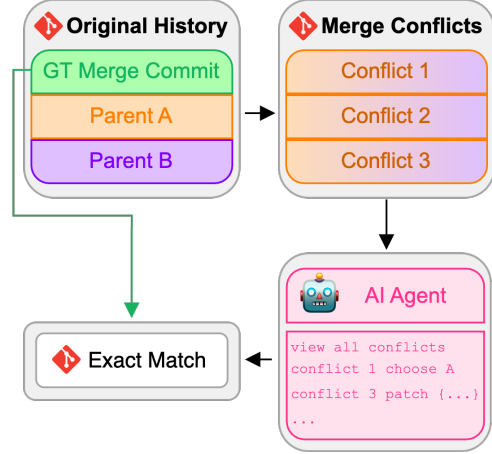 Original History
GT Merge Commit
Parent A
Parent B
Merge Conflicts
Conflict 1
Conflict 2
Conflict 3
AI Agent
view all conflicts
conflict 1 choose A
conflict 3 patch {...}
...
Exact Match